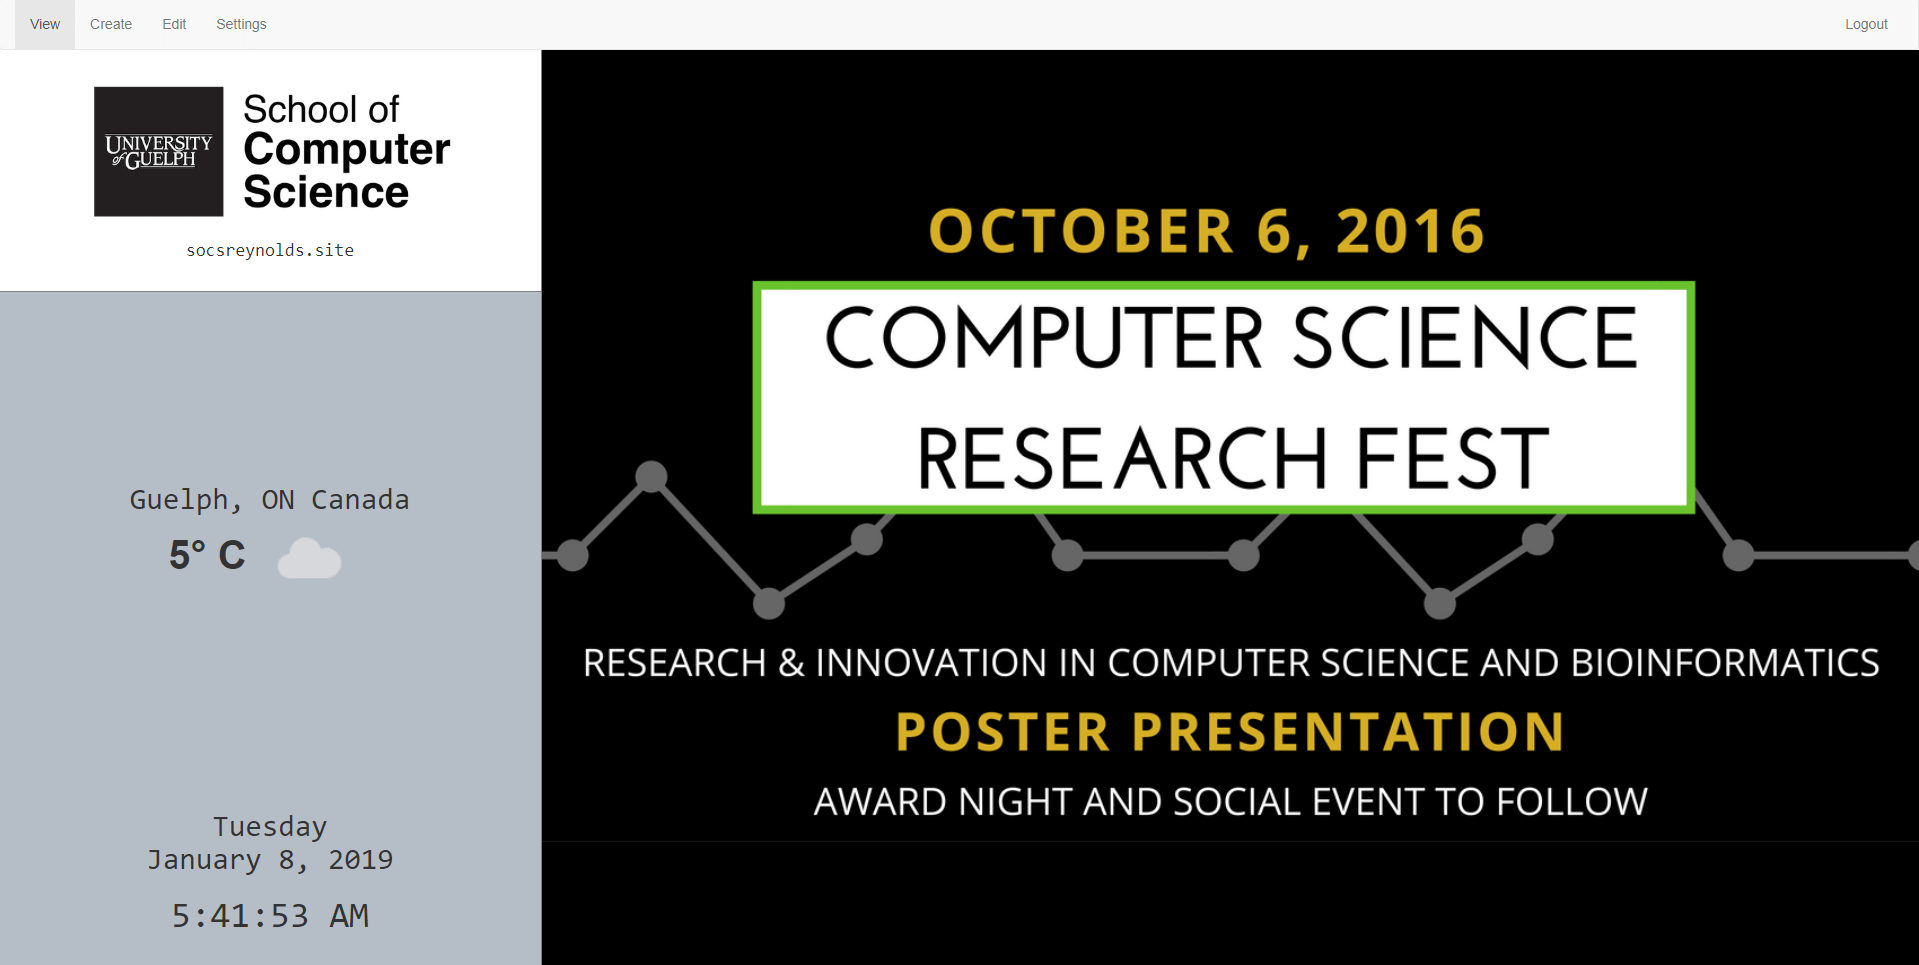 View Create Edit Settings Logout
UNIVERSITY
of GUELPH
School of
Computer
Science
socsreynolds.site
Guelph, ON Canada
5° C
Tuesday
January 8, 2019
5:41:53 AM
OCTOBER 6, 2016
COMPUTER SCIENCE
RESEARCH FEST
RESEARCH & INNOVATION IN COMPUTER SCIENCE AND BIOINFORMATICS
POSTER PRESENTATION
AWARD NIGHT AND SOCIAL EVENT TO FOLLOW